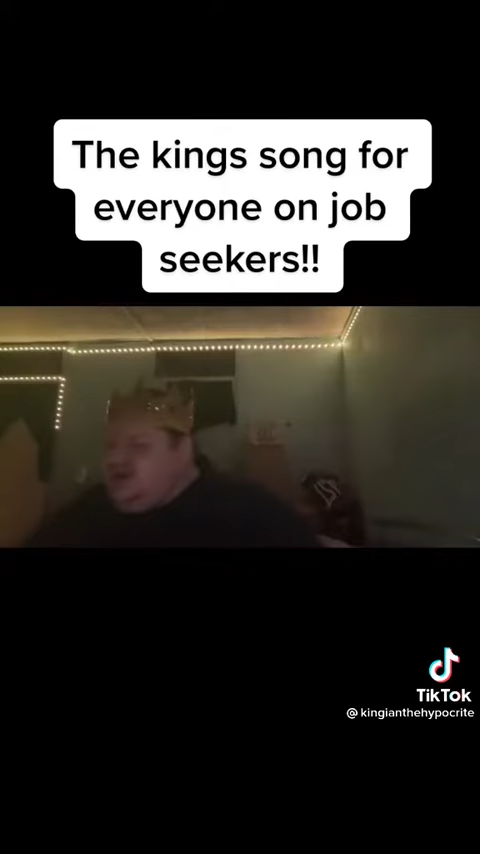 The kings song for
everyone on job
seekers!!
TikTok
@ kingianthehypocrite